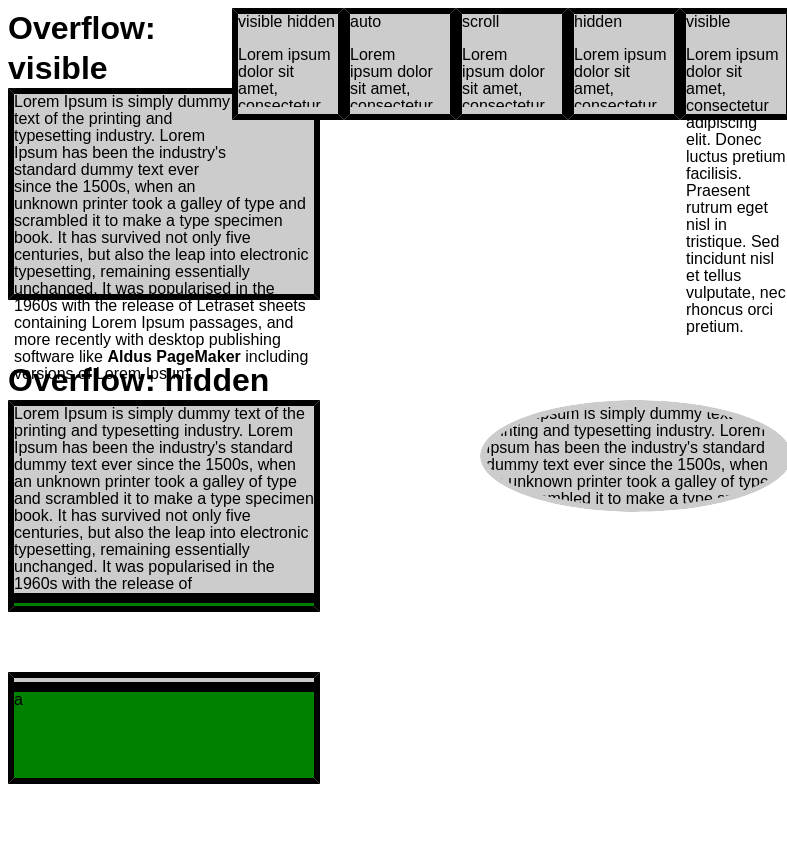 Overflow:
visible
visible hidden
Lorem ipsum
dolor sit
amet,
consectetur
auto
Lorem
ipsum dolor
sit amet,
consectetur
scroll
Lorem
ipsum dolor
sit amet,
consectetur
hidden
Lorem ipsum
dolor sit
amet,
consectetur
visible
Lorem ipsum
dolor sit
amet,
consectetur
adipiscing
elit. Donec
luctus pretium
facilisis.
Praesent
rutrum eget
nisl in
tristique. Sed
tincidunt nisl
et tellus
vulputate, nec
rhoncus orci
pretium.
Lorem Ipsum is simply dummy
text of the printing and
typesetting industry. Lorem
Ipsum has been the industry's
standard dummy text ever
since the 1500s, when an
unknown printer took a galley of type and
scrambled it to make a type specimen
book. It has survived not only five
centuries, but also the leap into electronic
typesetting, remaining essentially
unchanged. It was popularised in the
1960s with the release of Letraset sheets
containing Lorem Ipsum passages, and
more recently with desktop publishing
software like Aldus PageMaker including
versions of Lorem Ipsum.
Overflow: hidden
Lorem Ipsum is simply dummy text of the
printing and typesetting industry. Lorem
Ipsum has been the industry's standard
dummy text ever since the 1500s, when
an unknown printer took a galley of type
and scrambled it to make a type specimen
book. It has survived not only five
centuries, but also the leap into electronic
typesetting, remaining essentially
unchanged. It was popularised in the
1960s with the release of
is simply dummy
and typesetting industry. Lorem
Ipsum has been the industry's standard
dummy text ever since the 1500s, when
unknown printer took a galley of type
it to make a type
a